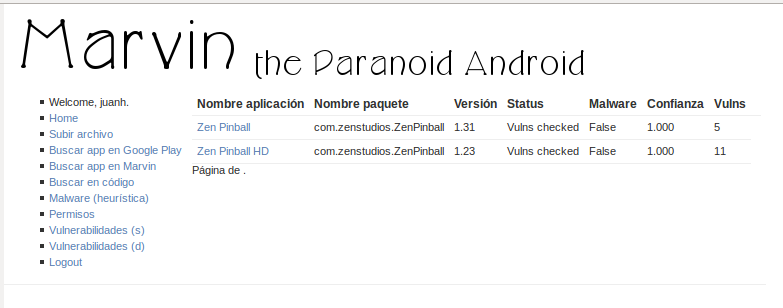 Marvin the Paranoid Android
Welcome, juanh.
Home
Subir archivo
Buscar app en Google Play
Buscar app en Marvin
Buscar en código
Malware (heurística)
Permisos
Vulnerabilidades (s)
Vulnerabilidades (d)
Logout
Nombre aplicación Nombre paquete Versión Status Malware Confianza Vulns
Zen Pinball com.zenstudios.ZenPinball 1.31 Vulns checked False 1.000 5
Zen Pinball HD com.zenstudios.ZenPinball 1.23 Vulns checked False 1.000 11
Página de .